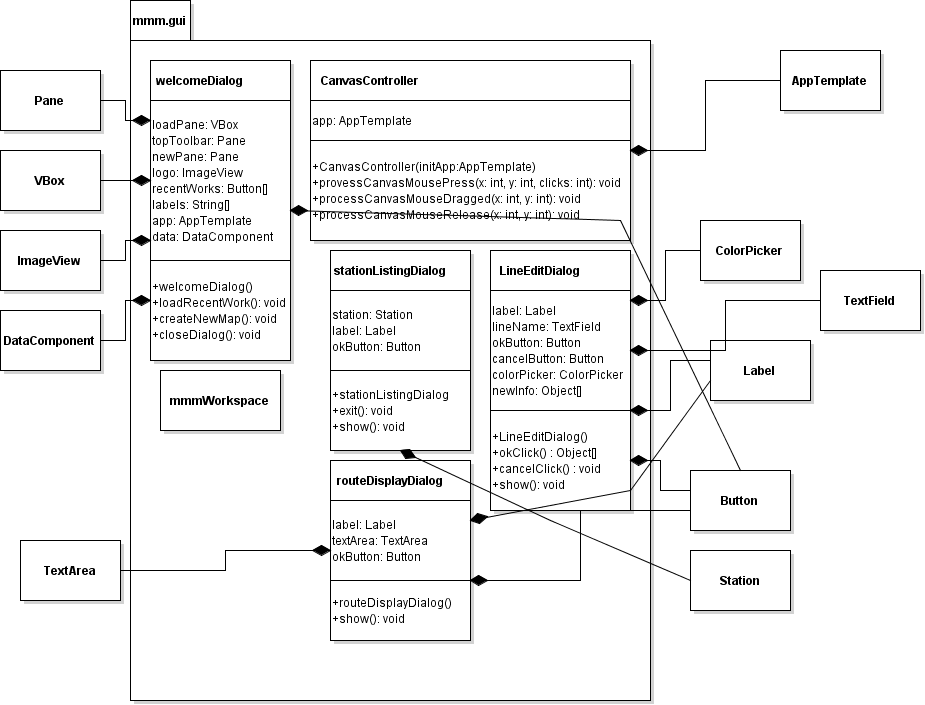 mmm.gui
Pane
VBox
ImageView
DataComponent
welcomeDialog
loadPane: VBox
topToolbar: Pane
newPane: Pane
logo: ImageView
recentWorks: Button[]
labels: String[]
app: AppTemplate
data: DataComponent
+welcomeDialog()
+loadRecentWork(): void
+createNewMap(): void
+closeDialog(): void
mmmWorkspace
CanvasController
app: AppTemplate
+CanvasController(initApp:AppTemplate)
+provessCanvasMousePress(x: int, y: int, clicks: int): void
+processCanvasMouseDragged(x: int, y: int): void
+processCanvasMouseRelease(x: int, y: int): void
stationListingDialog
station: Station
label: Label
okButton: Button
+stationListingDialog
+exit(): void
+show(): void
LineEditDialog
label: Label
lineName: TextField
okButton: Button
cancelButton: Button
colorPicker: ColorPicker
newInfo: Object[]
+LineEditDialog()
+okClick() : Object[]
+cancelClick() : void
+show(): void
routeDisplayDialog
label: Label
textArea: TextArea
okButton: Button
+routeDisplayDialog()
+show(): void
TextArea
AppTemplate
ColorPicker
TextField
Label
Button
Station